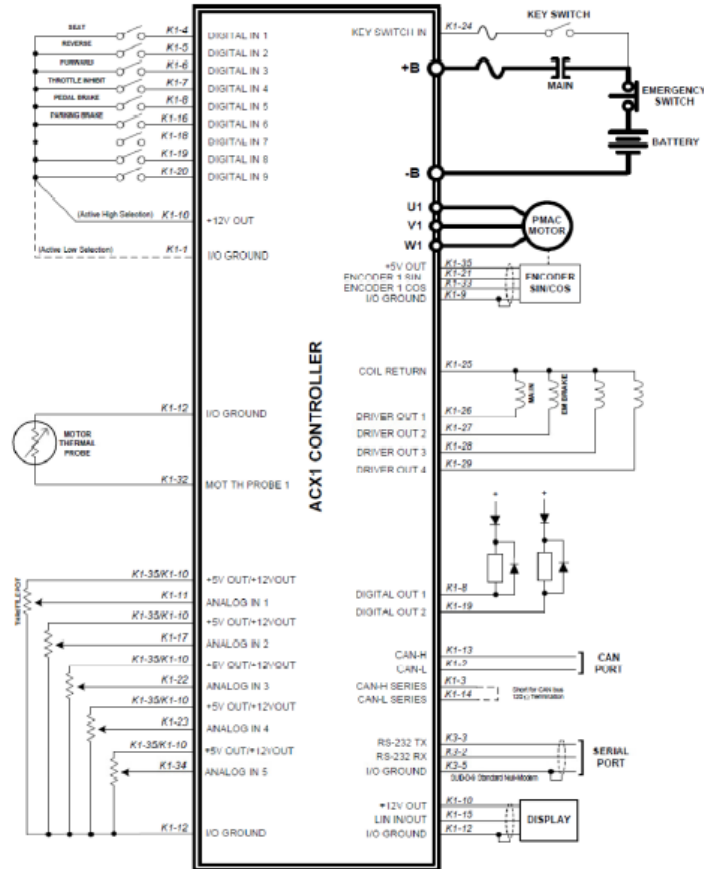 SEAT K1-4 DIGITAL IN 1
REVERSE K1-5 DIGITAL IN 2
FORWARD K1-6 DIGITAL IN 3
THROTTLE INHIBIT K1-7 DIGITAL IN 4
PEDAL BRAKE K1-8 DIGITAL IN 5
PARKING BRAKE K1-16 DIGITAL IN 6
K1-18 DIGITAL IN 7
K1-19 DIGITAL IN 8
K1-20 DIGITAL IN 9
(Active High Selection) K1-10 +12V OUT
(Active Low Selection) K1-1 I/O GROUND
K1-12 I/O GROUND
MOTOR
THERMAL
PROBE
K1-32 MOT TH PROBE 1
THROTTLE POT
K1-35/K1-10 +5V OUT/+12VOUT
K1-11 ANALOG IN 1
K1-35/K1-10 +5V OUT/+12VOUT
K1-17 ANALOG IN 2
K1-35/K1-10 +5V OUT/+12VOUT
K1-22 ANALOG IN 3
K1-35/K1-10 +5V OUT/+12VOUT
K1-23 ANALOG IN 4
K1-35/K1-10 +5V OUT/+12VOUT
K1-34 ANALOG IN 5
K1-12 I/O GROUND
ACX1 CONTROLLER
KEY SWITCH IN K1-24 KEY SWITCH
+B
MAIN
EMERGENCY
SWITCH
BATTERY
-B
U1
V1
W1
PMAC
MOTOR
+5V OUT K1-35
ENCODER 1 SIN K1-21
ENCODER 1 COS K1-33
I/O GROUND K1-9
ENCODER
SIN/COS
COIL RETURN K1-25
MAIN
EM BRAKE
DRIVER OUT 1 K1-26
DRIVER OUT 2 K1-27
DRIVER OUT 3 K1-28
DRIVER OUT 4 K1-29
+ +
DIGITAL OUT 1 K1-8
DIGITAL OUT 2 K1-19
CAN-H K1-13
CAN-L K1-2
CAN
PORT
CAN-H SERIES K1-3
CAN-L SERIES K1-14
Short for CAN bus
Termination
RS-232 TX K3-3
RS-232 RX K3-2
I/O GROUND K3-5
SERIAL
PORT
SUB-D-9 Standard Null-Modem
+12V OUT K1-10
LIN IN/OUT K1-15
I/O GROUND K1-12
DISPLAY